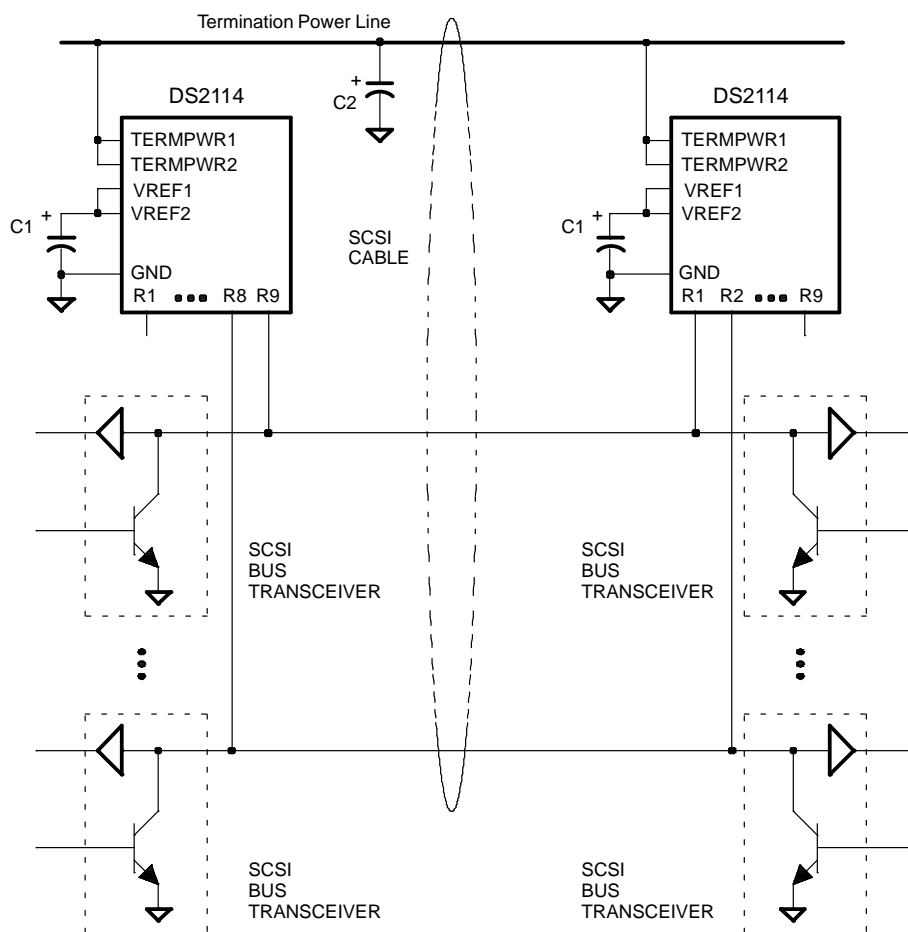 Termination Power Line
+
C2
DS2114
TERMPWR1
TERMPWR2
VREF1
VREF2
GND
R1 ••• R8 R9
+
C1
SCSI
CABLE
DS2114
TERMPWR1
TERMPWR2
VREF1
VREF2
GND
R1 R2 ••• R9
+
C1
SCSI
BUS
TRANSCEIVER
SCSI
BUS
TRANSCEIVER
SCSI
BUS
TRANSCEIVER
SCSI
BUS
TRANSCEIVER